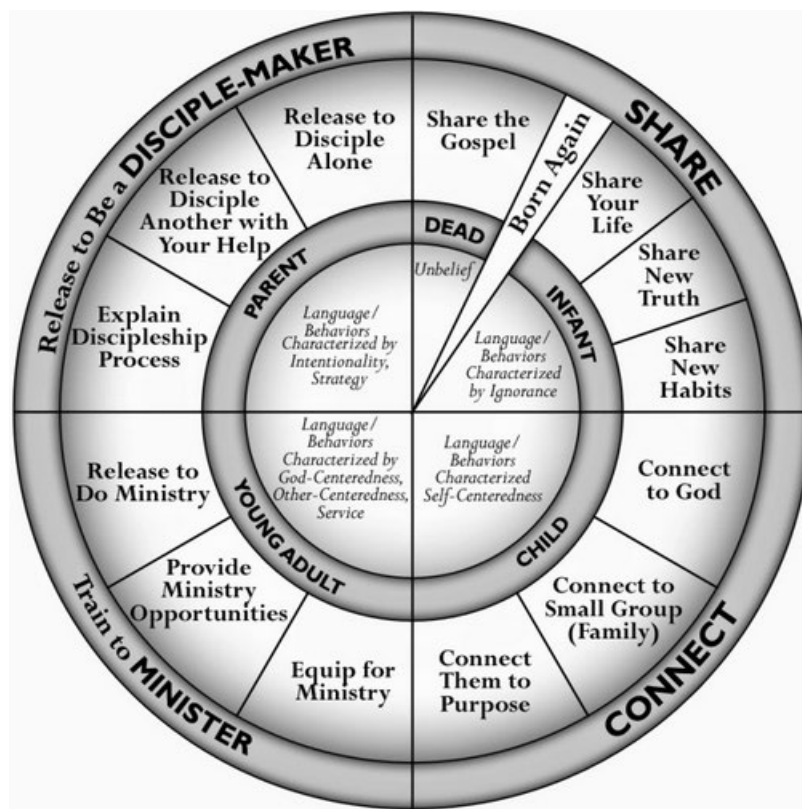 SHARE
Share the
Gospel
Born Again
Share
Your
Life
Share
New
Truth
Share
New
Habits
DEAD
Unbelief
INFANT
Language/
Behaviors
Characterized
by Ignorance
CONNECT
Connect
to God
Connect to
Small Group
(Family)
Connect
Them to
Purpose
CHILD
Language/
Behaviors
Characterized
Self-Centeredness
Train to MINISTER
Equip for
Ministry
Provide
Ministry
Opportunities
Release to
Do Ministry
YOUNG ADULT
Language/
Behaviors
Characterized by
God-Centeredness,
Other-Centeredness,
Service
Release to Be a DISCIPLE-MAKER
Explain
Discipleship
Process
Release to
Disciple
Another with
Your Help
Release to
Disciple
Alone
PARENT
Language/
Behaviors
Characterized by
Intentionality,
Strategy